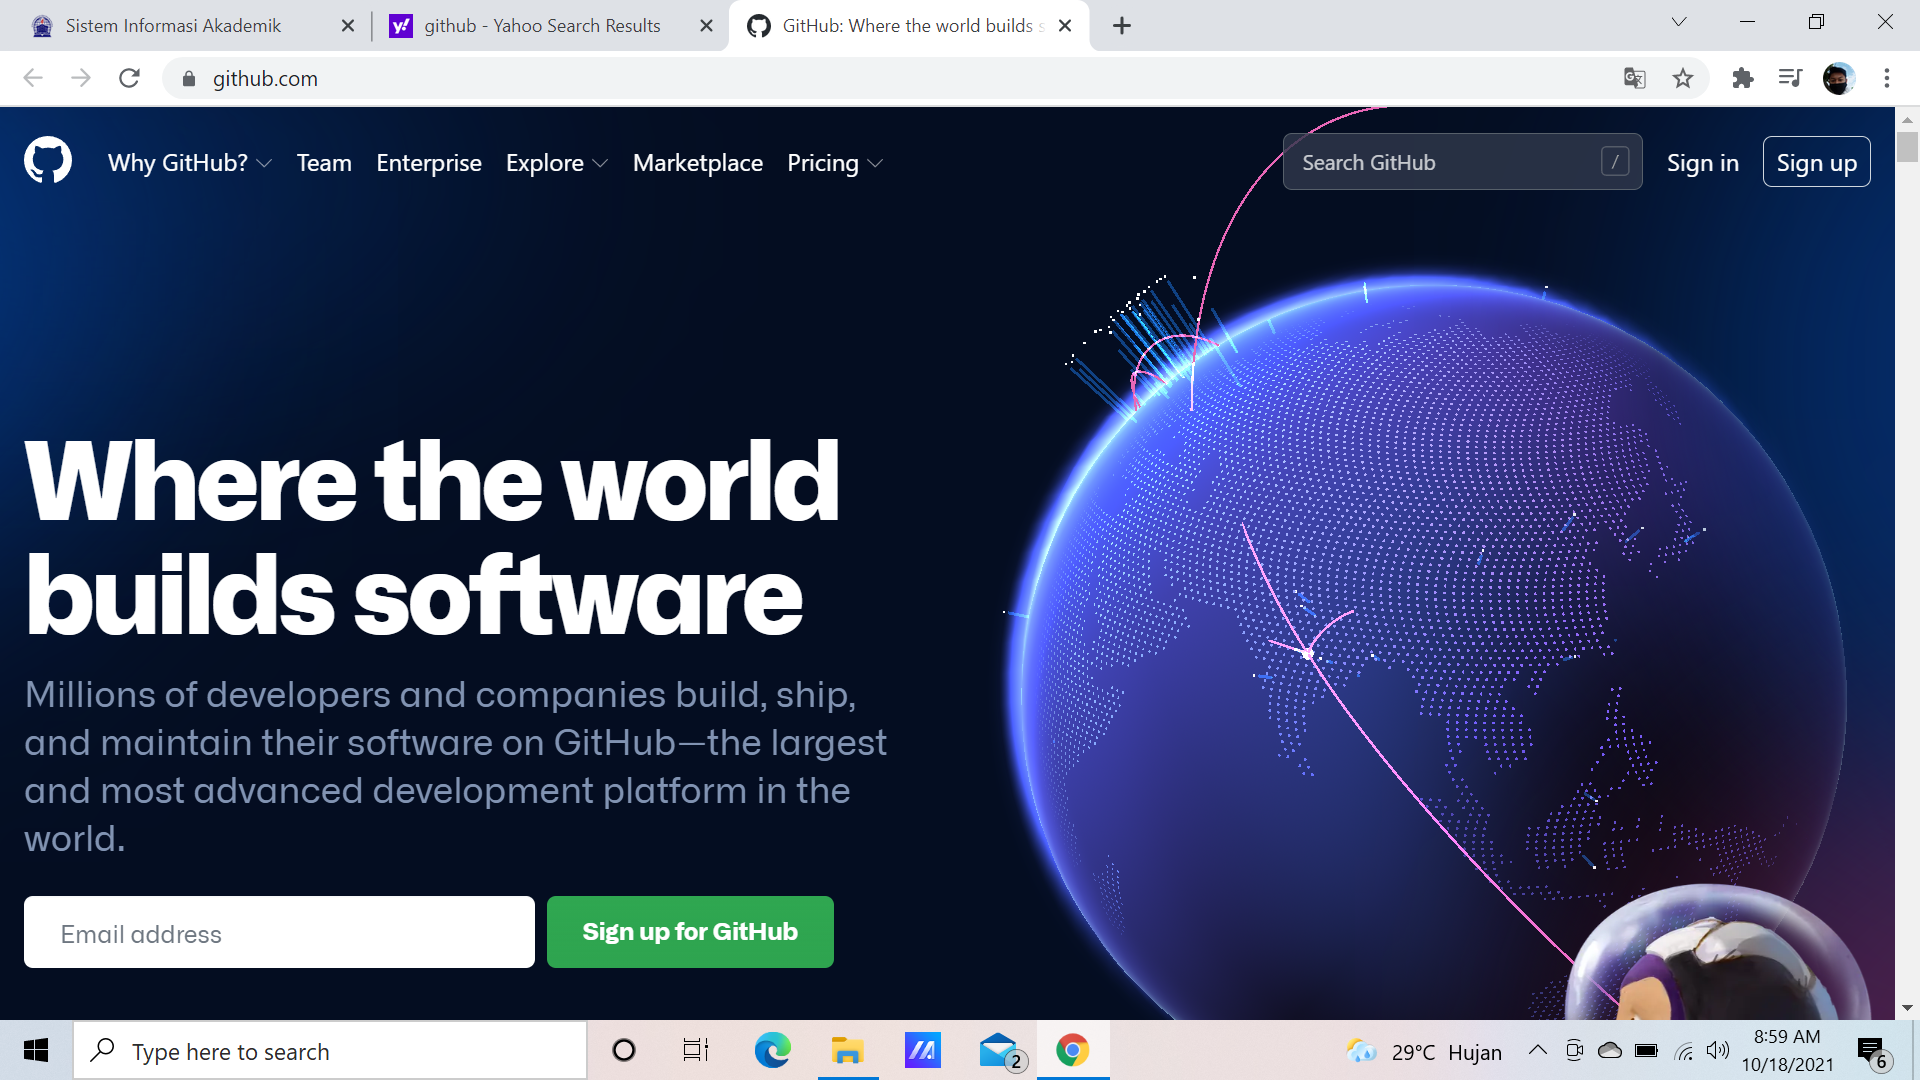 Sistem Informasi Akademik
github - Yahoo Search Results
GitHub: Where the world builds s
github.com
Why GitHub?
Team
Enterprise
Explore
Marketplace
Pricing
Search GitHub
/
Sign in
Sign up
Where the world
builds software
Millions of developers and companies build, ship,
and maintain their software on GitHub—the largest
and most advanced development platform in the
world.
Email address
Sign up for GitHub
Type here to search
2
29°C Hujan
8:59 AM
10/18/2021
6